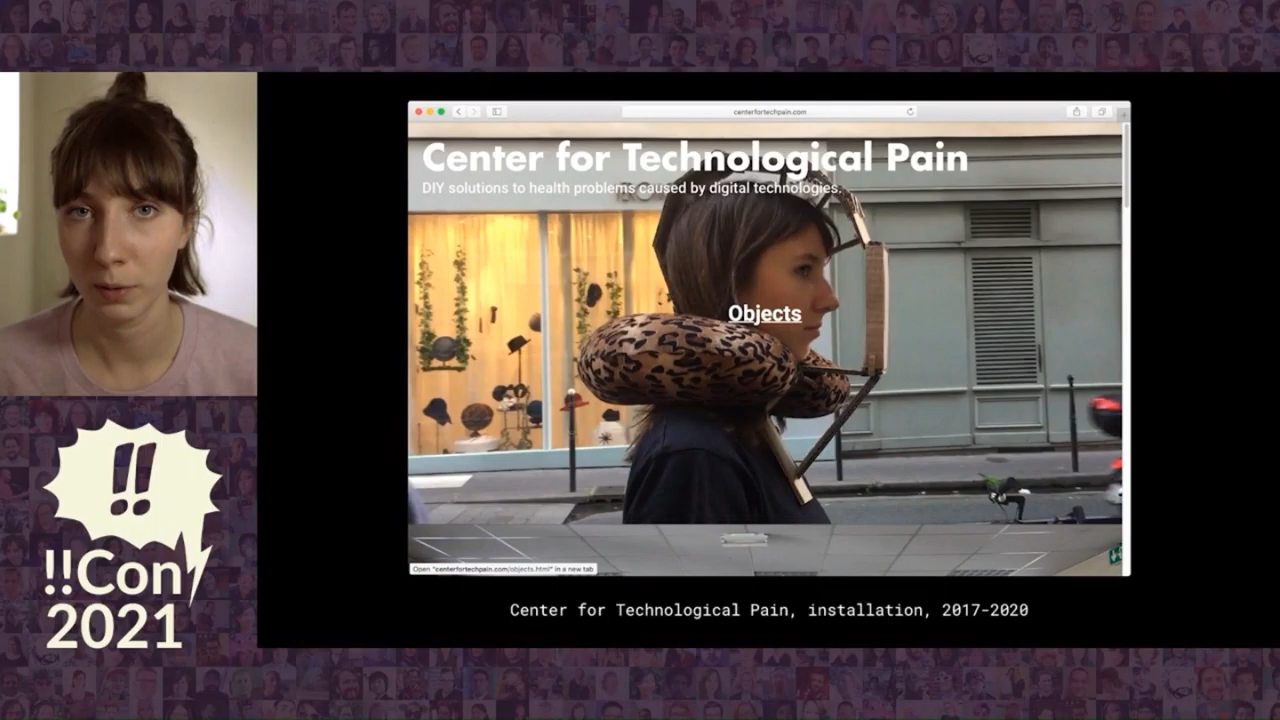 centerfortechpain.com
Center for Technological Pain
DIY solutions to health problems caused by digital technologies.
Objects
Open "centerfortechpain.com/objects.html" in a new tab
Center for Technological Pain, installation, 2017-2020
!!
!!Con
2021